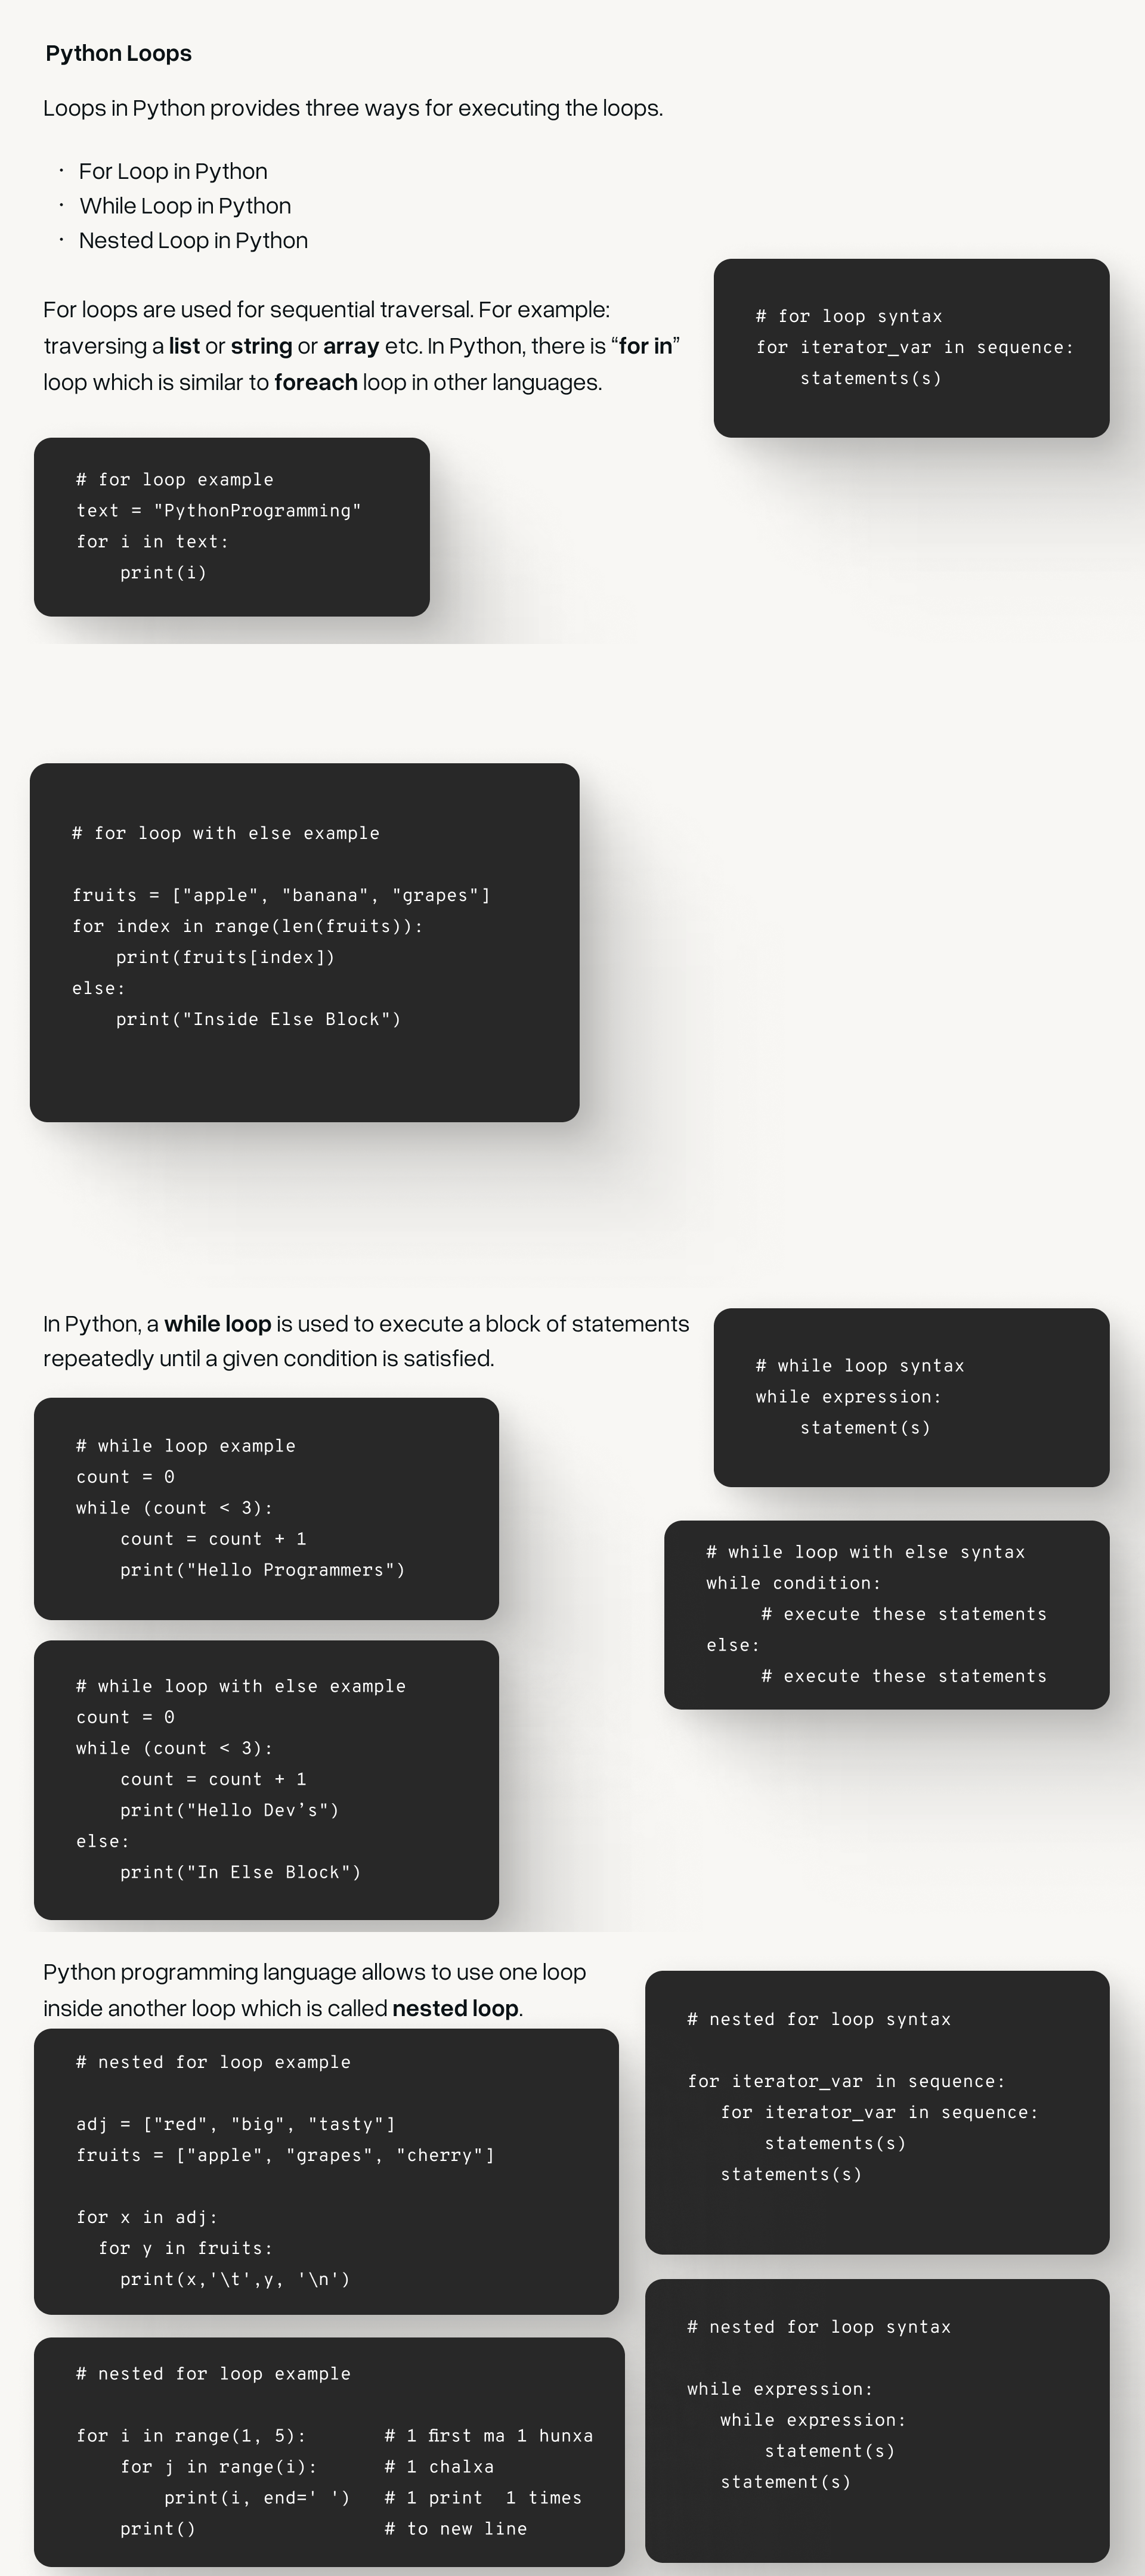 Python Loops
Loops in Python provides three ways for executing the loops.
· For Loop in Python
· While Loop in Python
· Nested Loop in Python
For loops are used for sequential traversal. For example:
traversing a list or string or array etc. In Python, there is “for in”
loop which is similar to foreach loop in other languages.
# for loop syntax
for iterator_var in sequence:
    statements(s)
# for loop example
text = "PythonProgramming"
for i in text:
    print(i)
# for loop with else example
fruits = ["apple", "banana", "grapes"]
for index in range(len(fruits)):
    print(fruits[index])
else:
    print("Inside Else Block")
In Python, a while loop is used to execute a block of statements
repeatedly until a given condition is satisfied.
# while loop syntax
while expression:
    statement(s)
# while loop example
count = 0
while (count < 3):
    count = count + 1
    print("Hello Programmers")
# while loop with else syntax
while condition:
     # execute these statements
else:
     # execute these statements
# while loop with else example
count = 0
while (count < 3):
    count = count + 1
    print("Hello Dev’s")
else:
    print("In Else Block")
Python programming language allows to use one loop
inside another loop which is called nested loop.
# nested for loop syntax
for iterator_var in sequence:
   for iterator_var in sequence:
       statements(s)
   statements(s)
# nested for loop example
adj = ["red", "big", "tasty"]
fruits = ["apple", "grapes", "cherry"]
for x in adj:
  for y in fruits:
    print(x,'\t',y, '\n')
# nested for loop syntax
while expression:
   while expression:
       statement(s)
   statement(s)
# nested for loop example
for i in range(1, 5):       # 1 first ma 1 hunxa
    for j in range(i):      # 1 chalxa
        print(i, end=' ')   # 1 print  1 times
    print()                 # to new line